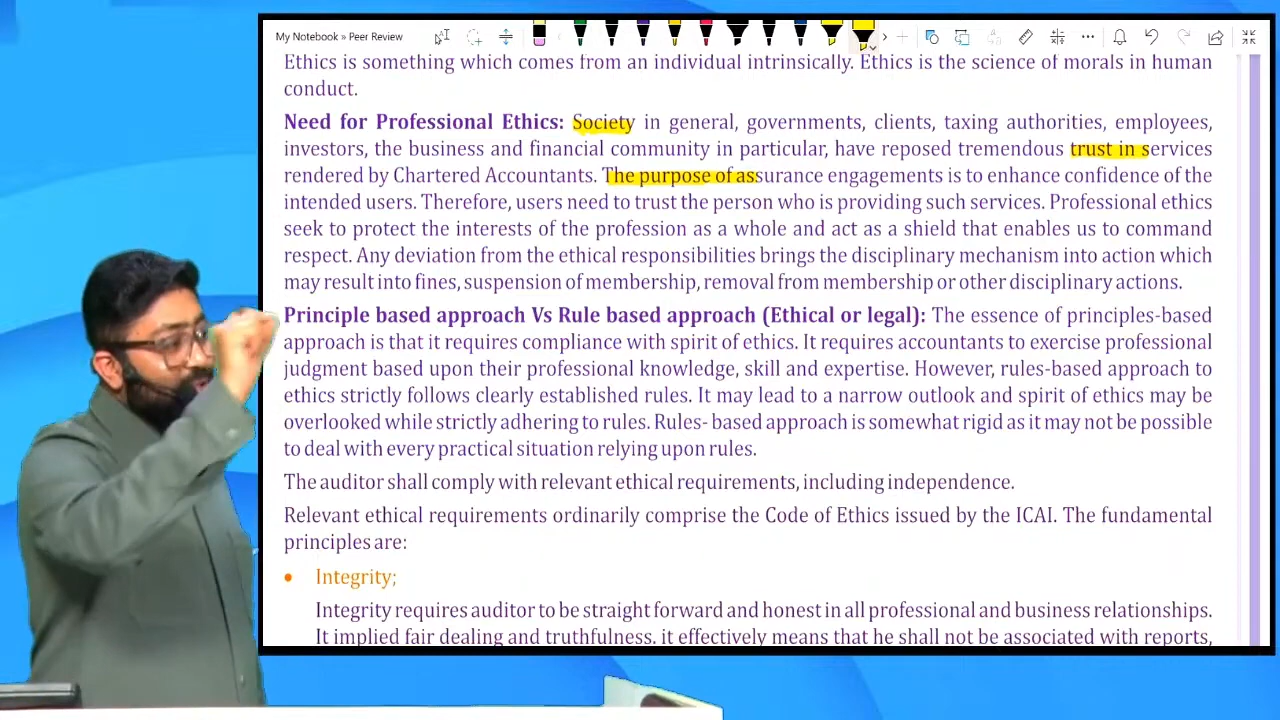 My Notebook » Peer Review
Ethics is something which comes from an individual intrinsically. Ethics is the science of morals in human
conduct.
Need for Professional Ethics: Society in general, governments, clients, taxing authorities, employees,
investors, the business and financial community in particular, have reposed tremendous trust in services
rendered by Chartered Accountants. The purpose of assurance engagements is to enhance confidence of the
intended users. Therefore, users need to trust the person who is providing such services. Professional ethics
seek to protect the interests of the profession as a whole and act as a shield that enables us to command
respect. Any deviation from the ethical responsibilities brings the disciplinary mechanism into action which
may result into fines, suspension of membership, removal from membership or other disciplinary actions.
Principle based approach Vs Rule based approach (Ethical or legal): The essence of principles-based
approach is that it requires compliance with spirit of ethics. It requires accountants to exercise professional
judgment based upon their professional knowledge, skill and expertise. However, rules-based approach to
ethics strictly follows clearly established rules. It may lead to a narrow outlook and spirit of ethics may be
overlooked while strictly adhering to rules. Rules- based approach is somewhat rigid as it may not be possible
to deal with every practical situation relying upon rules.
The auditor shall comply with relevant ethical requirements, including independence.
Relevant ethical requirements ordinarily comprise the Code of Ethics issued by the ICAI. The fundamental
principles are:
• Integrity;
Integrity requires auditor to be straight forward and honest in all professional and business relationships.
It implied fair dealing and truthfulness. it effectively means that he shall not be associated with reports,